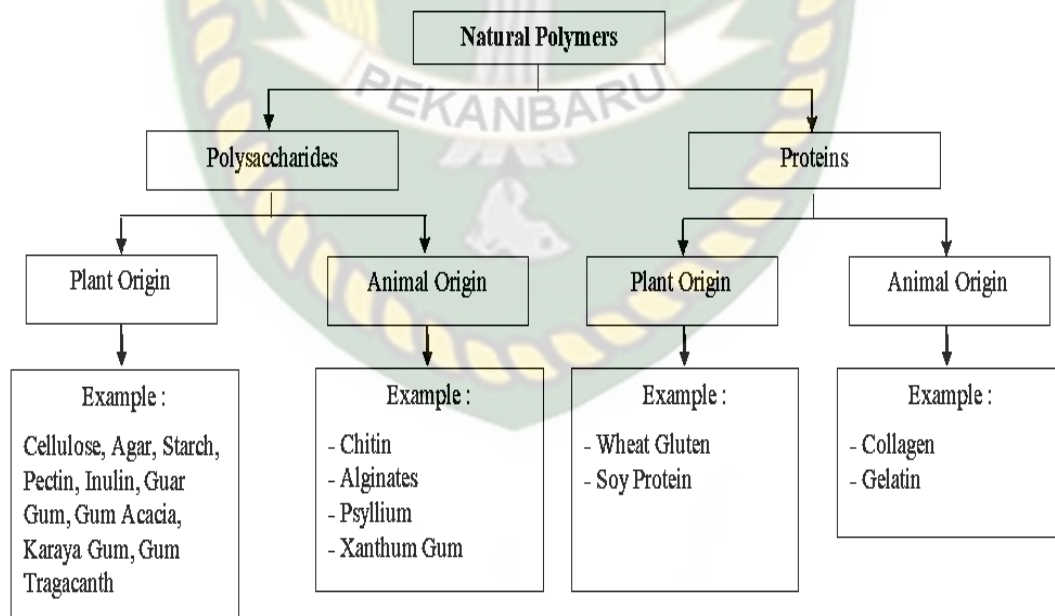 Natural Polymers
PEKANBARU
Polysaccharides
Proteins
Plant Origin
Animal Origin
Plant Origin
Animal Origin
Example :
Cellulose, Agar, Starch,
Pectin, Inulin, Guar
Gum, Gum Acacia,
Karaya Gum, Gum
Tragacanth
Example :
- Chitin
- Alginates
- Psyllium
- Xanthum Gum
Example :
- Wheat Gluten
- Soy Protein
Example :
- Collagen
- Gelatin